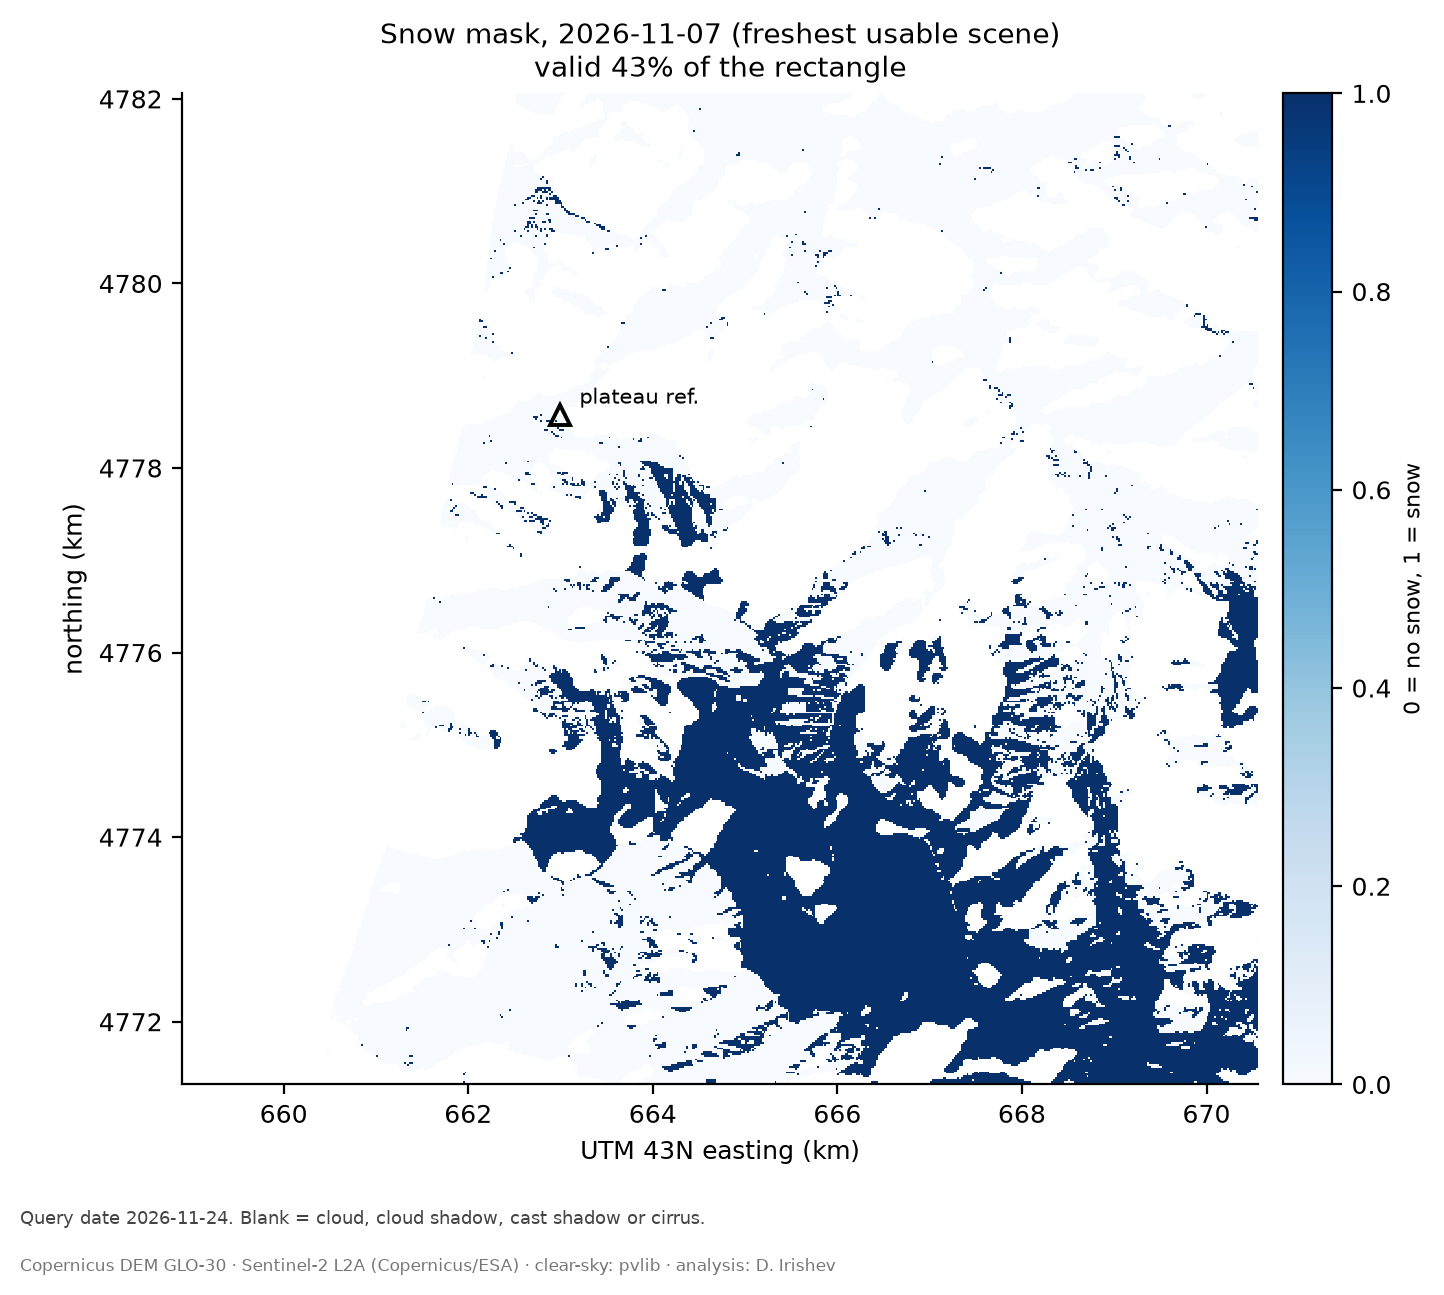 Snow mask, 2026-11-07 (freshest usable scene)
valid 43% of the rectangle
4782
4780
4778
4776
4774
4772
northing (km)
plateau ref.
660
662
664
666
668
670
UTM 43N easting (km)
1.0
0.8
0.6
0.4
0.2
0.0
0 = no snow, 1 = snow
Query date 2026-11-24. Blank = cloud, cloud shadow, cast shadow or cirrus.
Copernicus DEM GLO-30 · Sentinel-2 L2A (Copernicus/ESA) · clear-sky: pvlib · analysis: D. Irishev